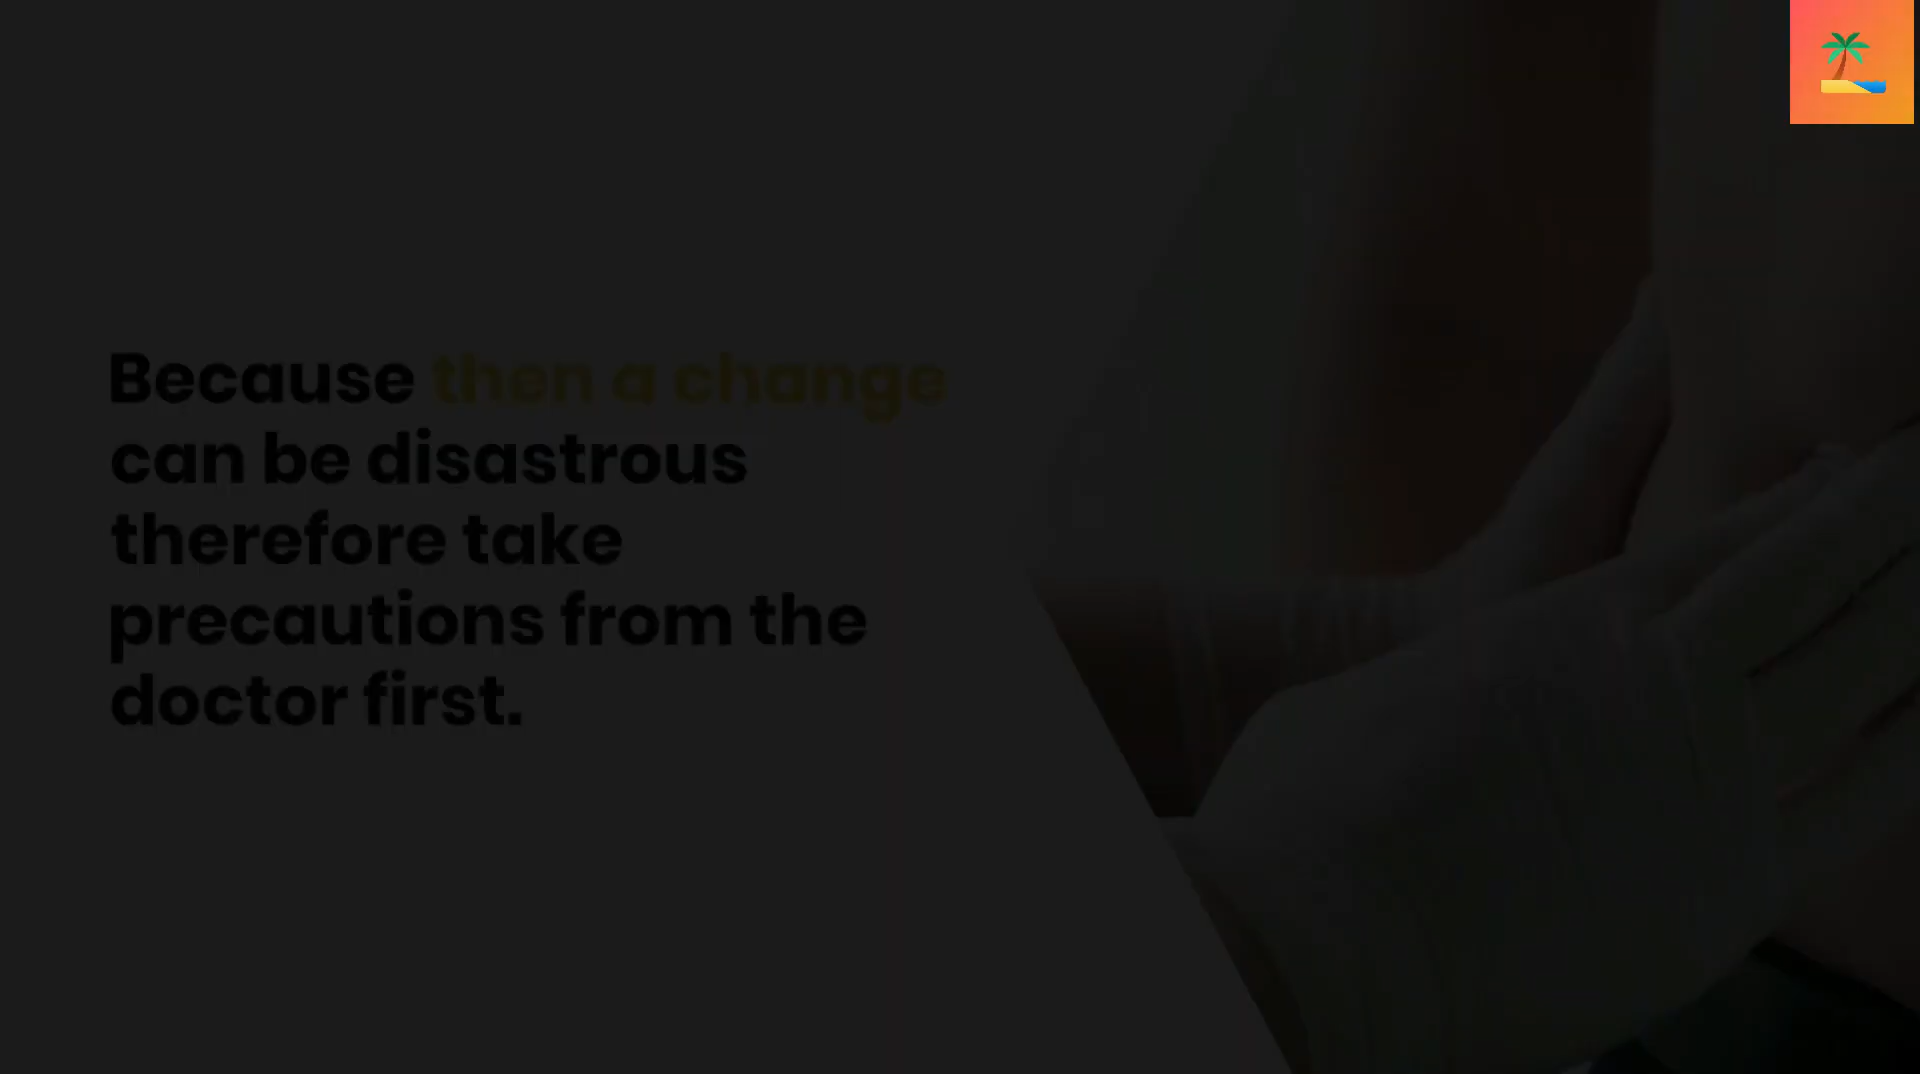 Because then a change
can be disastrous
therefore take
precautions from the
doctor first.